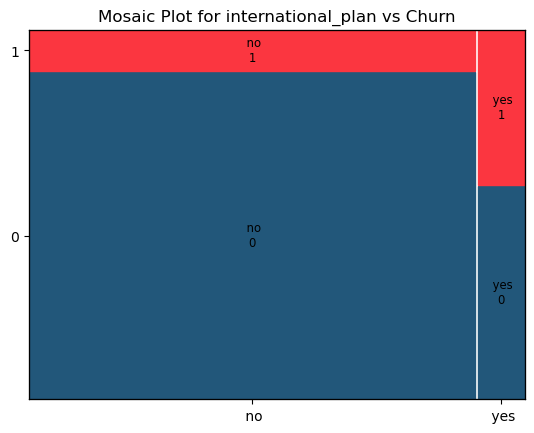 Mosaic Plot for international_plan vs Churn
1
no
1
yes
1
0
no
0
yes
0
no
yes